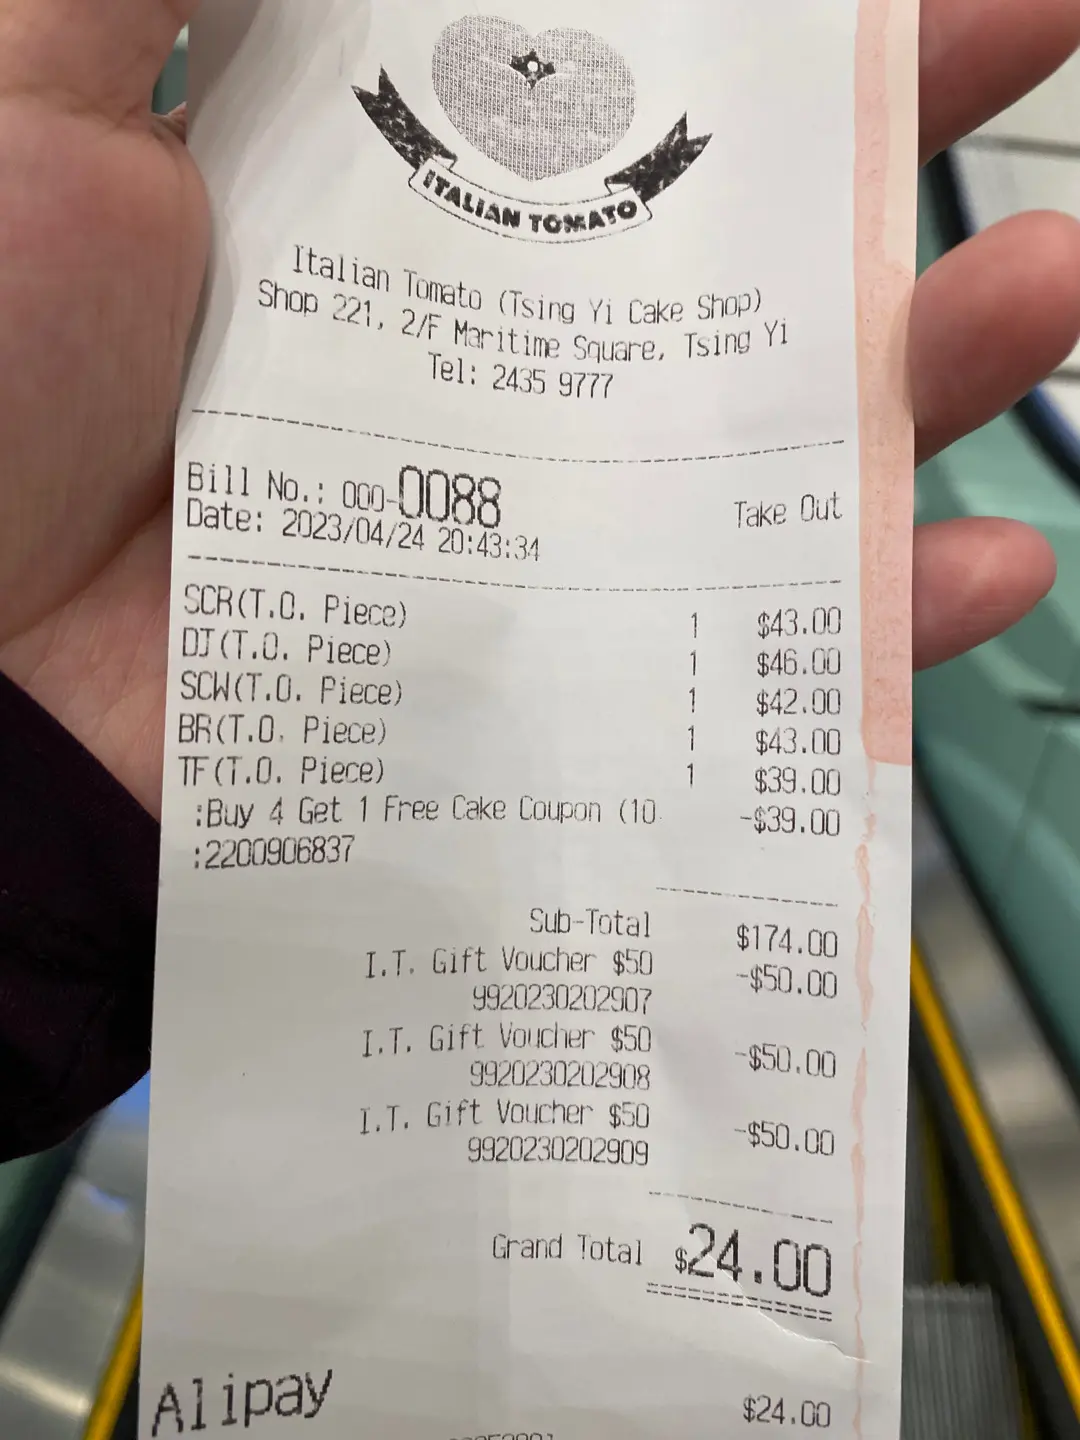 ITALIAN TOMATO
Italian Tomato (Tsing Yi Cake Shop)
Shop 221, 2/F Maritime Square, Tsing Yi
Tel: 2435 9777
Bill No.: 000-0088 Take Out
Date: 2023/04/24 20:43:34
SCR(T.O. Piece) 1 $43.00
DJ(T.O. Piece) 1 $46.00
SCW(T.O. Piece) 1 $42.00
BR(T.O. Piece) 1 $43.00
TF(T.O. Piece) 1 $39.00
:Buy 4 Get 1 Free Cake Coupon (10 -$39.00
:2200906837
Sub-Total $174.00
I.T. Gift Voucher $50 -$50.00
9920230202907
I.T. Gift Voucher $50 -$50.00
9920230202908
I.T. Gift Voucher $50 -$50.00
9920230202909
Grand Total $24.00
Alipay $24.00